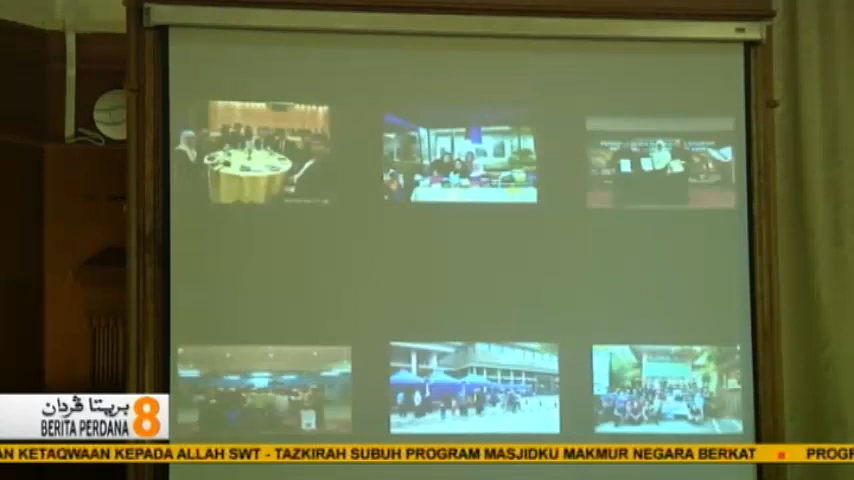 بريتا ڤردان
BERITA PERDANA 8
AN KETAQWAAN KEPADA ALLAH SWT - TAZKIRAH SUBUH PROGRAM MASJIDKU MAKMUR NEGARA BERKAT ▪ PROGR